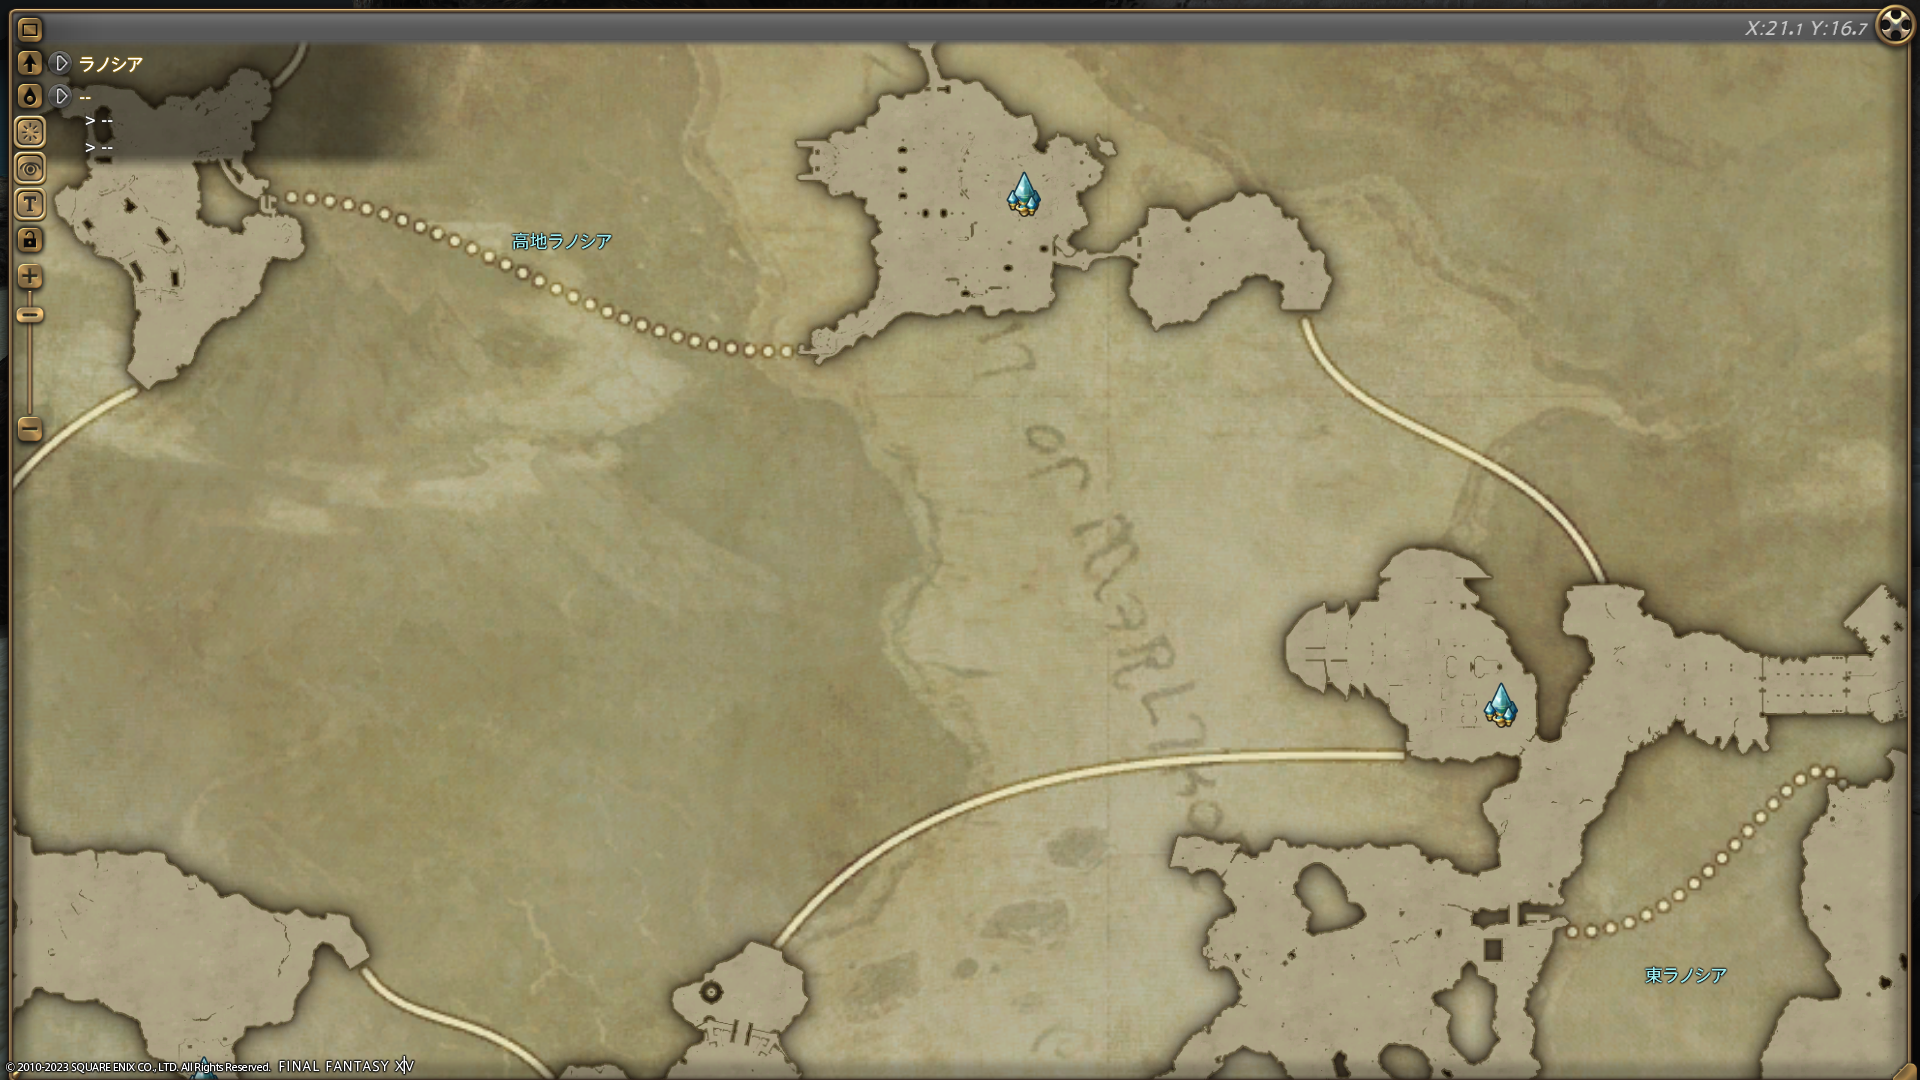 X:21.1 Y:16.7
ラノシア
--
> --
> --
T
高地ラノシア
東ラノシア
© 2010-2023 SQUARE ENIX CO., LTD. All Rights Reserved. FINAL FANTASY XIV